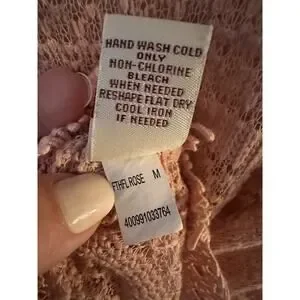 HAND WASH COLD
ONLY
NON-CHLORINE
BLEACH
WHEN NEEDED
RESHAPE FLAT DRY
COOL IRON
IF NEEDED
FTHFL ROSE M
400991033764